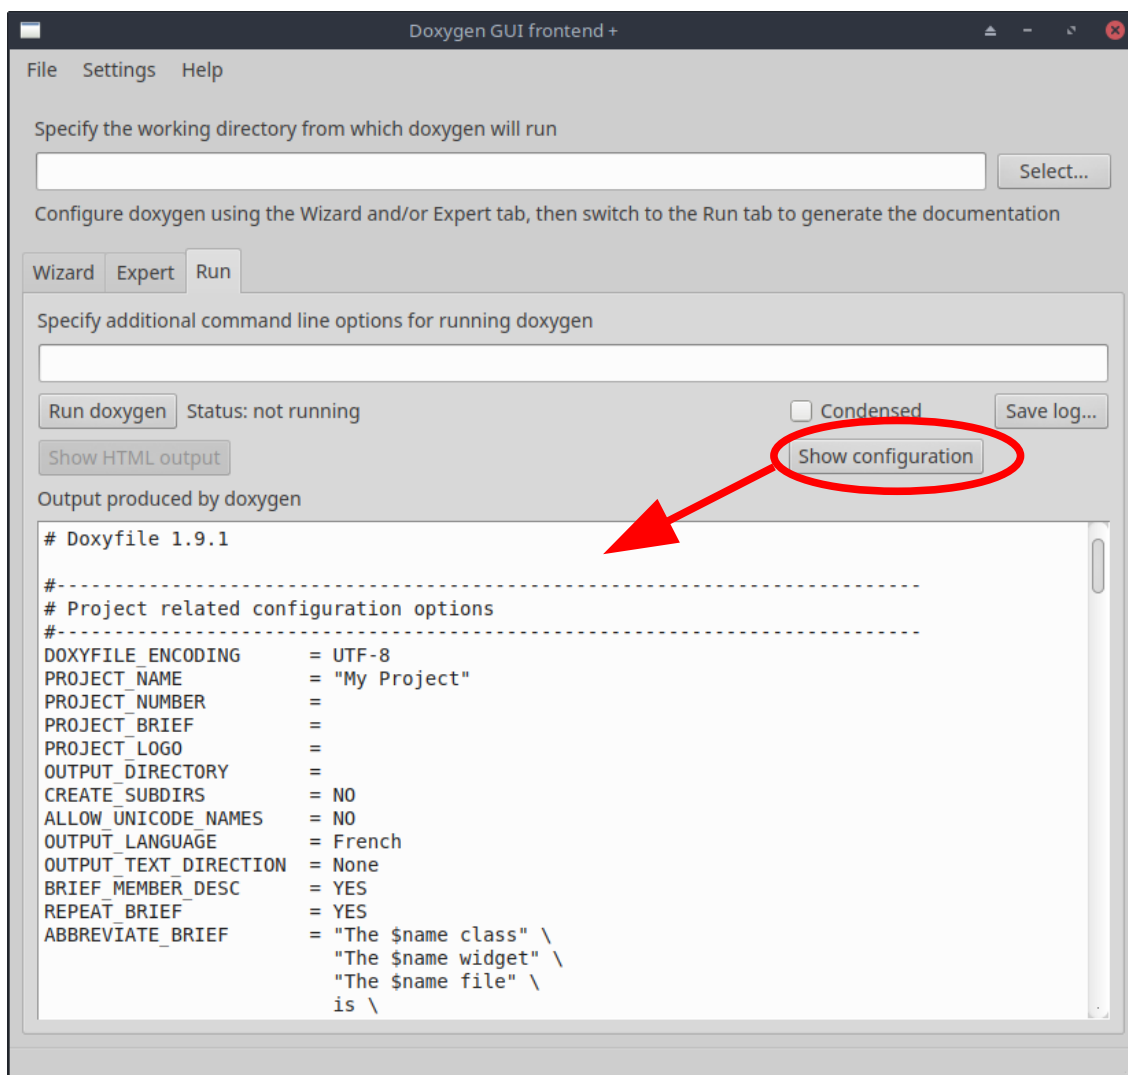 Doxygen GUI frontend +
File Settings Help
Specify the working directory from which doxygen will run
Select...
Configure doxygen using the Wizard and/or Expert tab, then switch to the Run tab to generate the documentation
Wizard Expert Run
Specify additional command line options for running doxygen
Run doxygen Status: not running Condensed Save log...
Show HTML output Show configuration
Output produced by doxygen
# Doxyfile 1.9.1
#---------------------------------------------------------------------------
# Project related configuration options
#---------------------------------------------------------------------------
DOXYFILE_ENCODING      = UTF-8
PROJECT_NAME           = "My Project"
PROJECT_NUMBER         =
PROJECT_BRIEF          =
PROJECT_LOGO           =
OUTPUT_DIRECTORY       =
CREATE_SUBDIRS         = NO
ALLOW_UNICODE_NAMES    = NO
OUTPUT_LANGUAGE        = French
OUTPUT_TEXT_DIRECTION  = None
BRIEF_MEMBER_DESC      = YES
REPEAT_BRIEF           = YES
ABBREVIATE_BRIEF       = "The $name class" \
                         "The $name widget" \
                         "The $name file" \
                         is \